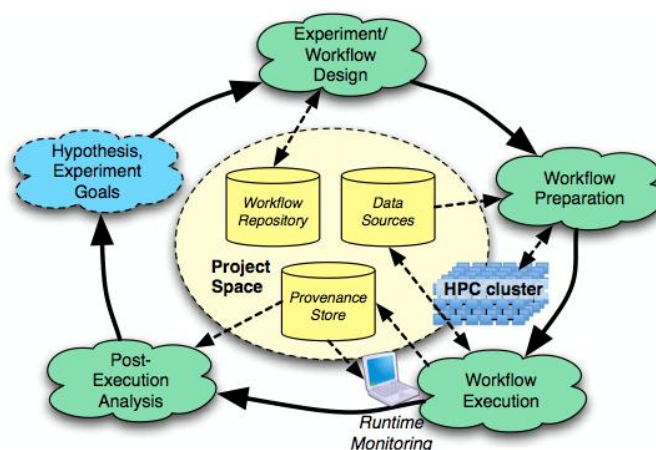 Experiment/
Workflow
Design
Hypothesis,
Experiment
Goals
Workflow
Preparation
Workflow
Repository
Data
Sources
Project
Space
Provenance
Store
HPC cluster
Post-
Execution
Analysis
Workflow
Execution
Runtime
Monitoring